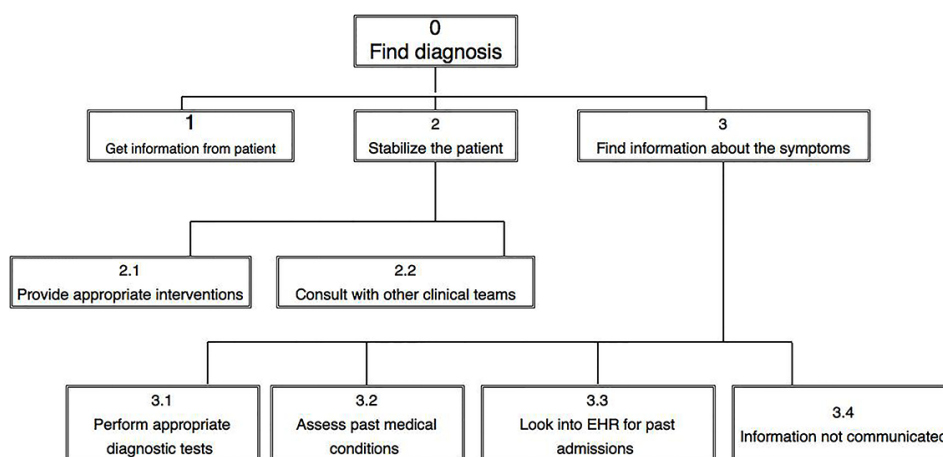 0
Find diagnosis
1
Get information from patient
2
Stabilize the patient
3
Find information about the symptoms
2.1
Provide appropriate interventions
2.2
Consult with other clinical teams
3.1
Perform appropriate
diagnostic tests
3.2
Assess past medical
conditions
3.3
Look into EHR for past
admissions
3.4
Information not communicated